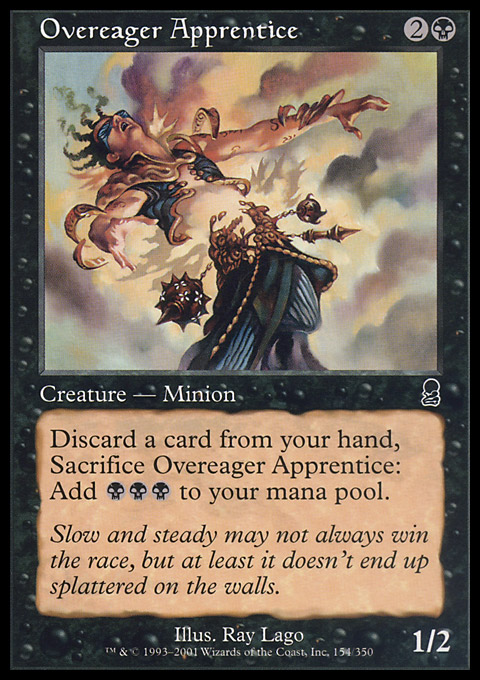 Overeager Apprentice 2
Creature — Minion
Discard a card from your hand,
Sacrifice Overeager Apprentice:
Add to your mana pool.
Slow and steady may not always win
the race, but at least it doesn't end up
splattered on the walls.
Illus. Ray Lago
™ & © 1993–2001 Wizards of the Coast, Inc. 154/350
1/2